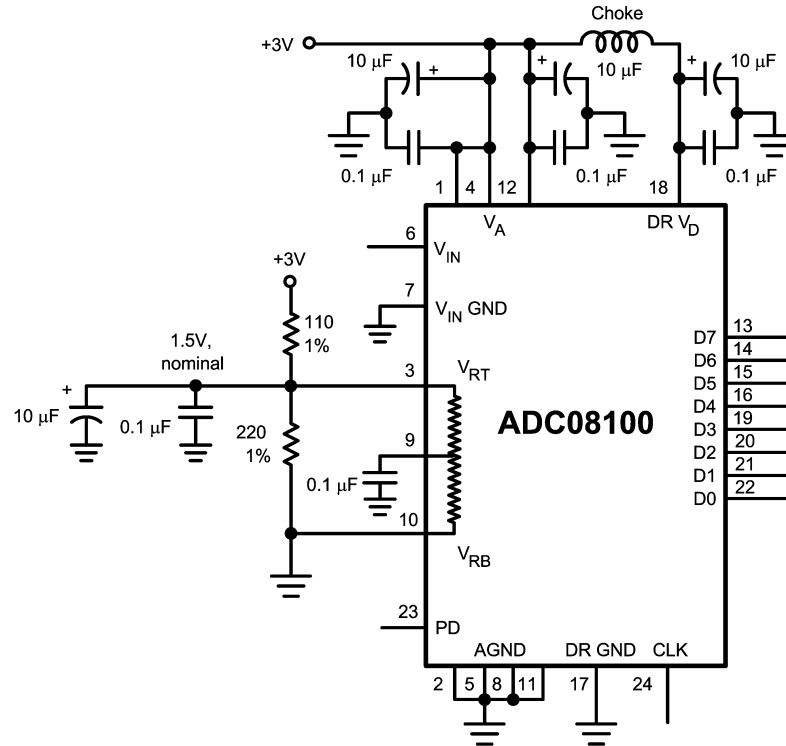 Choke
+3V
10 µF
+
+
10 µF
+
10 µF
0.1 µF
0.1 µF
0.1 µF
1
4
12
18
VA
DR VD
6
VIN
+3V
7
VIN GND
110
1%
1.5V,
nominal
3
VRT
+
10 µF
0.1 µF
220
1%
9
0.1 µF
10
VRB
ADC08100
D7 13
D6 14
D5 15
D4 16
D3 19
D2 20
D1 21
D0 22
23
PD
AGND
DR GND
CLK
2
5
8
11
17
24